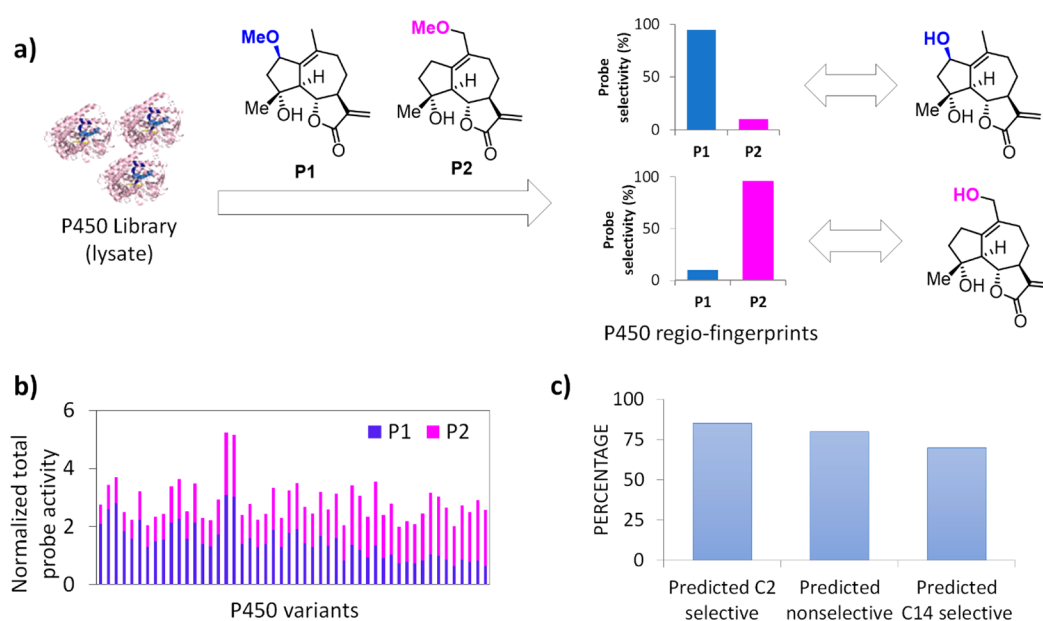 a)
P450 Library
(lysate)
MeO
H
Me
OH
O
O
P1
MeO
H
Me
OH
O
O
P2
Probe
selectivity (%)
100
50
0
P1
P2
HO
H
Me
OH
O
O
Probe
selectivity (%)
100
50
0
P1
P2
HO
H
Me
OH
O
O
P450 regio-fingerprints
b)
Normalized total
probe activity
6
4
2
0
P1
P2
P450 variants
c)
PERCENTAGE
100
75
50
25
0
Predicted C2
selective
Predicted
nonselective
Predicted
C14 selective